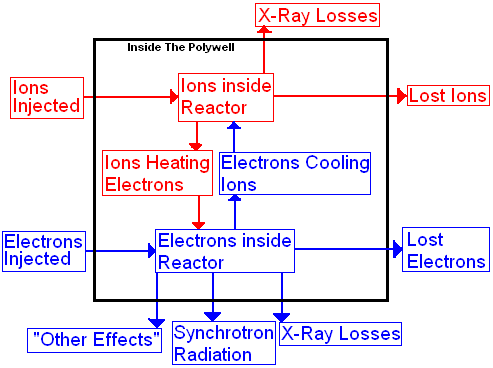 X-Ray Losses
Inside The Polywell
Ions
Injected
Ions inside
Reactor
Lost Ions
Ions Heating
Electrons
Electrons Cooling
Ions
Electrons
Injected
Electrons inside
Reactor
Lost
Electrons
"Other Effects"
Synchrotron
Radiation
X-Ray Losses